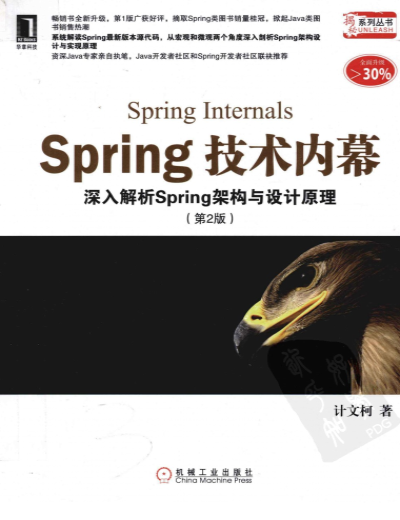 华章科技
畅销书全新升级,第1版广获好评,摘取Spring类图书销量桂冠,掀起Java类图
书销售热潮
系统解读Spring最新版本源代码,从宏观和微观两个角度深入剖析Spring架构设
计与实现原理
资深Java专家亲自执笔,Java开发者社区和Spring开发者社区联袂推荐
揭秘
系列丛书
UNLEASH
全面升级
>30%
Spring Internals
Spring 技术内幕
深入解析Spring架构与设计原理
(第2版)
计文柯 著
PDG
机械工业出版社
China Machine Press